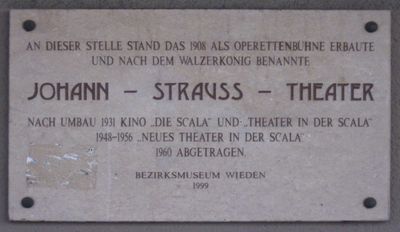 AN DIESER STELLE STAND DAS 1908 ALS OPERETTENBÜHNE ERBAUTE
UND NACH DEM WALZERKÖNIG BENANNTE
JOHANN – STRAUSS – THEATER
NACH UMBAU 1931 KINO „DIE SCALA" UND „THEATER IN DER SCALA"
1948–1956 „NEUES THEATER IN DER SCALA"
1960 ABGETRAGEN.
BEZIRKSMUSEUM WIEDEN
1999